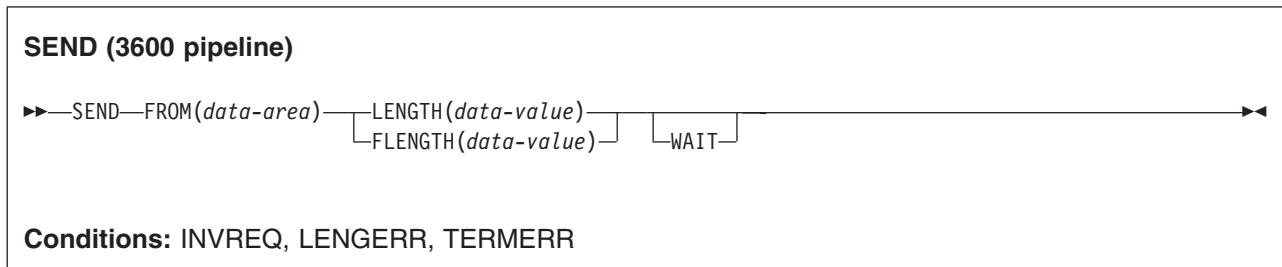 SEND (3600 pipeline)
►►—SEND—FROM(data-area)—LENGTH(data-value)—►◄
FLENGTH(data-value) WAIT
Conditions: INVREQ, LENGERR, TERMERR